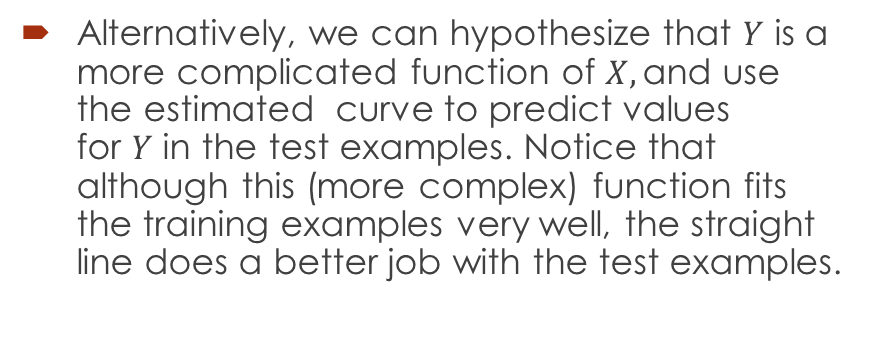 Alternatively, we can hypothesize that Y is a
more complicated function of X, and use
the estimated curve to predict values
for Y in the test examples. Notice that
although this (more complex) function fits
the training examples very well, the straight
line does a better job with the test examples.